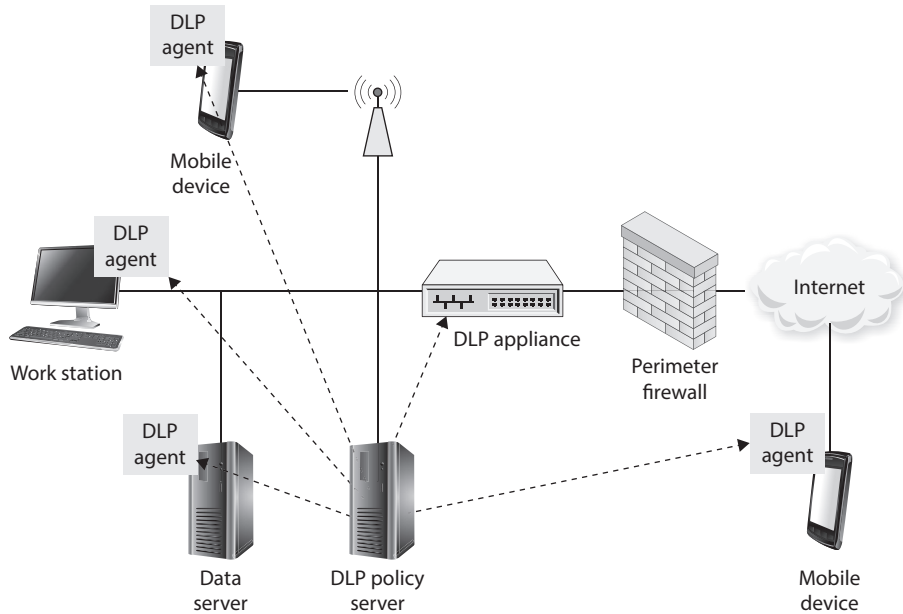 DLP
agent
Mobile
device
DLP
agent
Work station
DLP appliance
Perimeter
firewall
Internet
DLP
agent
Data
server
DLP policy
server
DLP
agent
Mobile
device